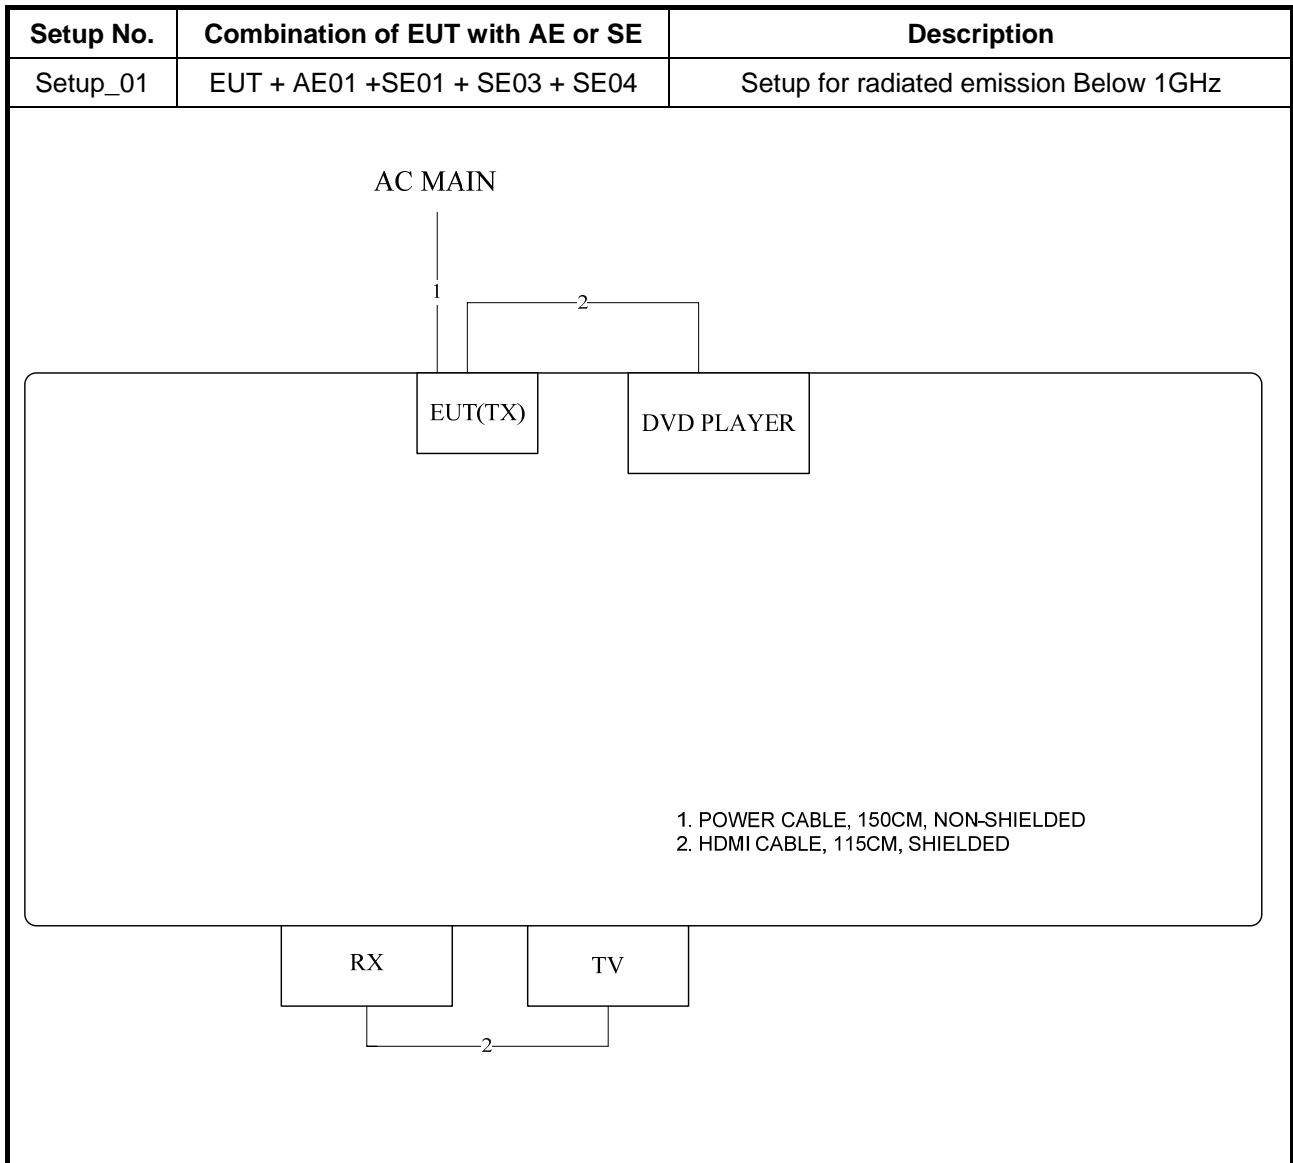 Setup No. Combination of EUT with AE or SE Description
Setup_01 EUT + AE01 +SE01 + SE03 + SE04 Setup for radiated emission Below 1GHz
AC MAIN
1
2
EUT(TX)
DVD PLAYER
1. POWER CABLE, 150CM, NON-SHIELDED
2. HDMI CABLE, 115CM, SHIELDED
RX
TV
2